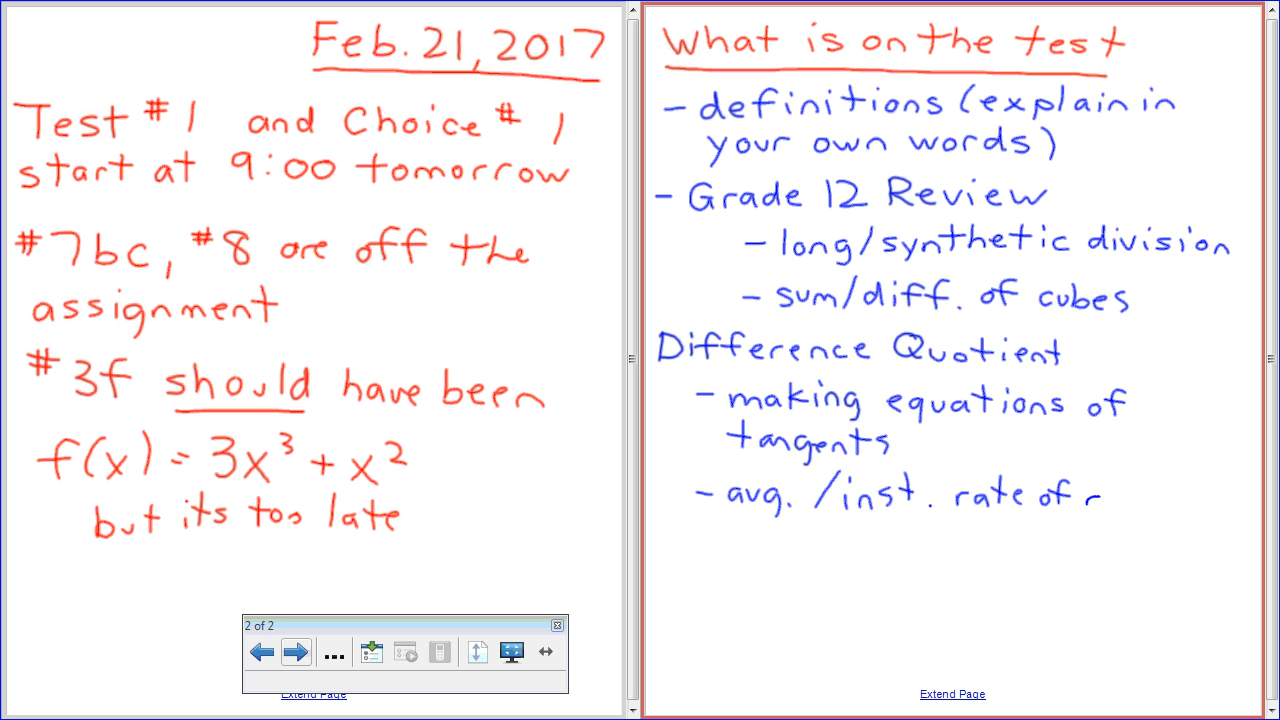 Feb. 21, 2017
Test #1 and Choice #1
start at 9:00 tomorrow
#7bc, #8 are off the
assignment
#3f should have been
f(x) = 3x³ + x²
but its too late
2 of 2
Extend Page
What is on the test
- definitions (explain in
your own words)
- Grade 12 Review
- long/synthetic division
- sum/diff. of cubes
Difference Quotient
- making equations of
tangents
- avg. /inst. rate of
Extend Page